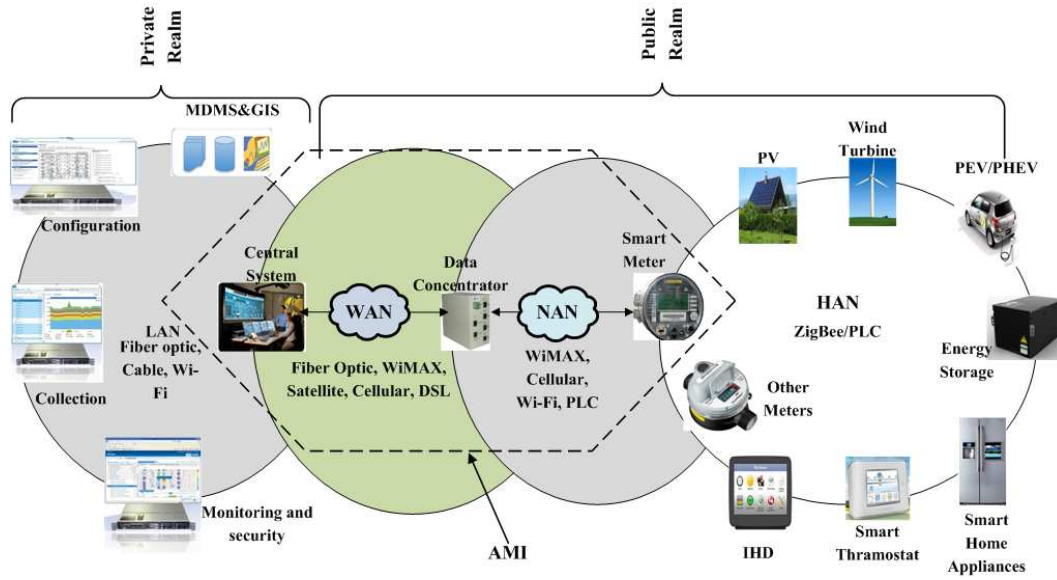 Private
Realm
Public
Realm
MDMS&GIS
Configuration
Collection
LAN
Fiber optic,
Cable, Wi-
Fi
Monitoring and
security
Central
System
WAN
Fiber Optic, WiMAX,
Satellite, Cellular, DSL
Data
Concentrator
NAN
WiMAX,
Cellular,
Wi-Fi, PLC
Smart
Meter
AMI
PV
Wind
Turbine
PEV/PHEV
HAN
ZigBee/PLC
Energy
Storage
Other
Meters
IHD
Smart
Thramostat
Smart
Home
Appliances